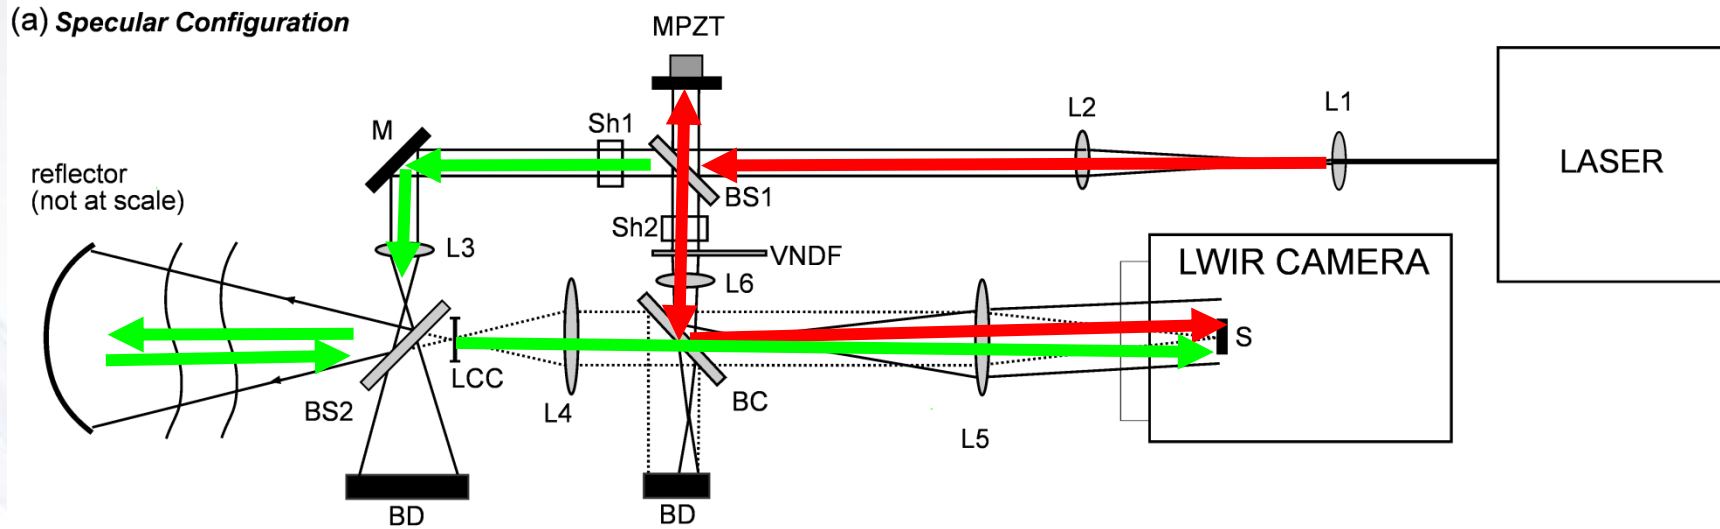 (a) Specular Configuration
MPZT
L2
L1
Sh1
M
LASER
reflector
(not at scale)
BS1
Sh2
L3
VNDF
LWIR CAMERA
L6
S
LCC
BS2
L4
BC
L5
BD
BD